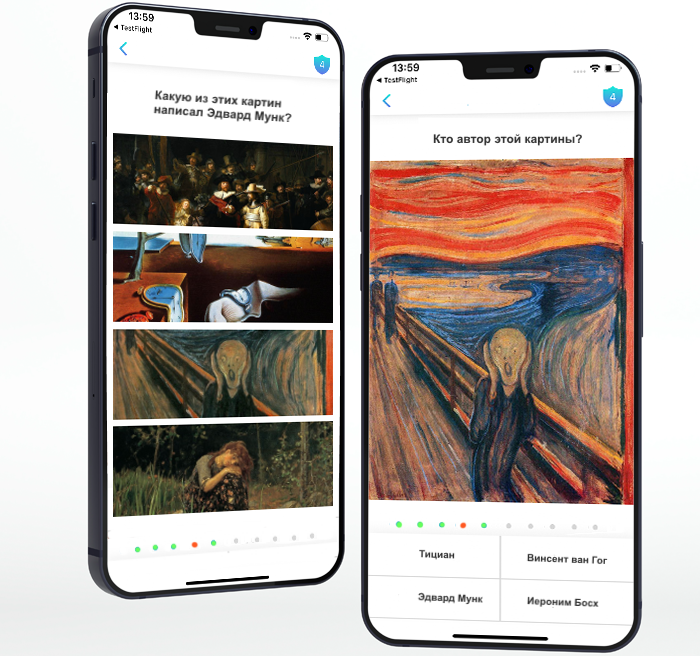 13:59
TestFlight
4
Какую из этих картин
написал Эдвард Мунк?
13:59
TestFlight
4
Кто автор этой картины?
Тициан
Винсент ван Гог
Эдвард Мунк
Иероним Босх